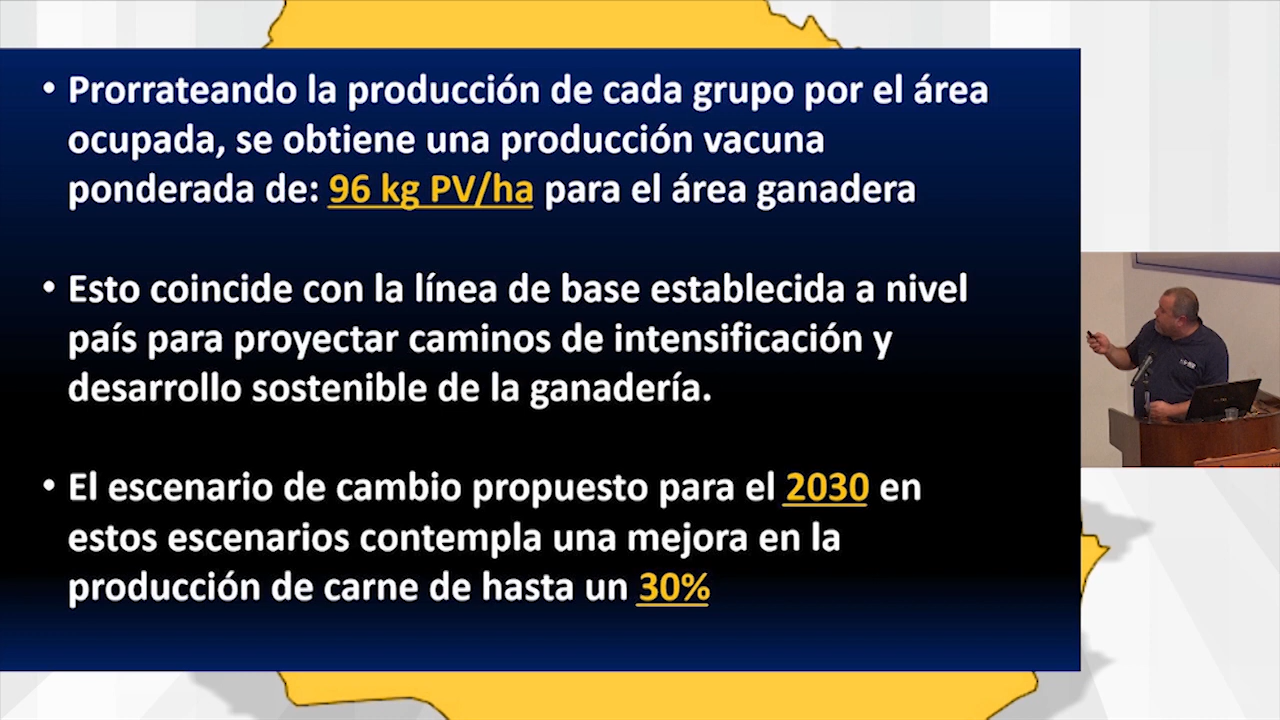 • Prorrateando la producción de cada grupo por el área
ocupada, se obtiene una producción vacuna
ponderada de: 96 kg PV/ha para el área ganadera
• Esto coincide con la línea de base establecida a nivel
país para proyectar caminos de intensificación y
desarrollo sostenible de la ganadería.
• El escenario de cambio propuesto para el 2030 en
estos escenarios contempla una mejora en la
producción de carne de hasta un 30%